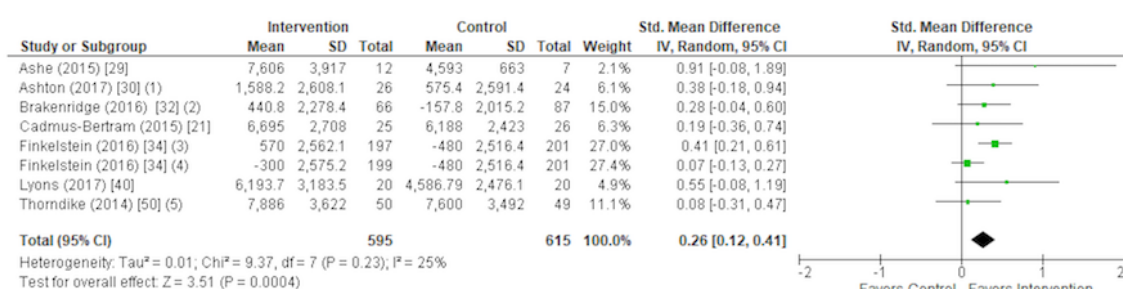 Intervention Control Std. Mean Difference Std. Mean Difference
Study or Subgroup Mean SD Total Mean SD Total Weight IV, Random, 95% CI IV, Random, 95% CI
Ashe (2015) [29] 7,606 3,917 12 4,593 663 7 2.1% 0.91 [-0.08, 1.89]
Ashton (2017) [30] (1) 1,588.2 2,608.1 26 575.4 2,591.4 24 6.1% 0.38 [-0.18, 0.94]
Brakenridge (2016) [32] (2) 440.8 2,278.4 66 -157.8 2,015.2 87 15.0% 0.28 [-0.04, 0.60]
Cadmus-Bertram (2015) [21] 6,695 2,708 25 6,188 2,423 26 6.3% 0.19 [-0.36, 0.74]
Finkelstein (2016) [34] (3) 570 2,562.1 197 -480 2,516.4 201 27.0% 0.41 [0.21, 0.61]
Finkelstein (2016) [34] (4) -300 2,575.2 199 -480 2,516.4 201 27.4% 0.07 [-0.13, 0.27]
Lyons (2017) [40] 6,193.7 3,183.5 20 4,586.79 2,476.1 20 4.9% 0.55 [-0.08, 1.19]
Thorndike (2014) [50] (5) 7,886 3,622 50 7,600 3,492 49 11.1% 0.08 [-0.31, 0.47]
Total (95% CI) 595 615 100.0% 0.26 [0.12, 0.41]
Heterogeneity: Tau² = 0.01; Chi² = 9.37, df = 7 (P = 0.23); I² = 25%
Test for overall effect: Z = 3.51 (P = 0.0004)
-2 -1 0 1 2
Favors Control Favors Intervention